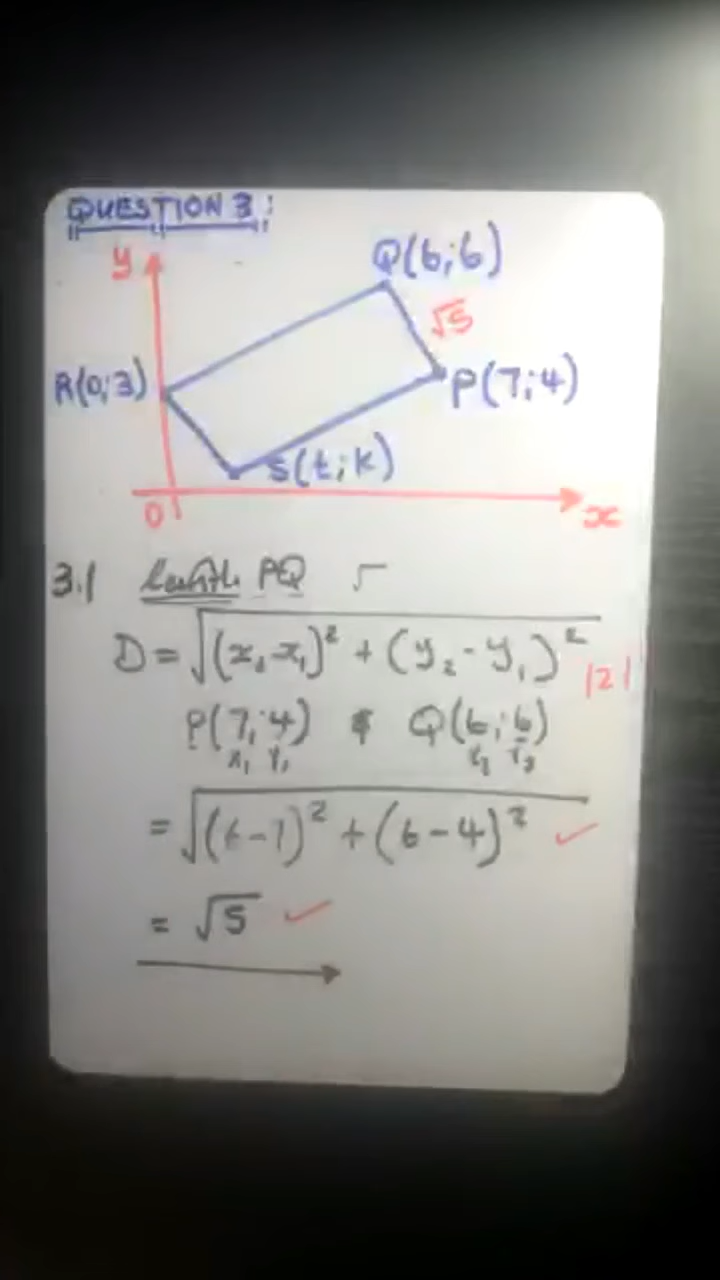 QUESTION 3:
y
Q(6;6)
√5
R(0;3)
P(7;4)
S(t;k)
0
x
3.1 Length PQ √
D = √(x₂-x₁)² + (y₂-y₁)²
|2|
P(7;4) & Q(6;6)
x₁ y₁ x₂ y₂
= √(6-7)² + (6-4)² ✓
= √5 ✓